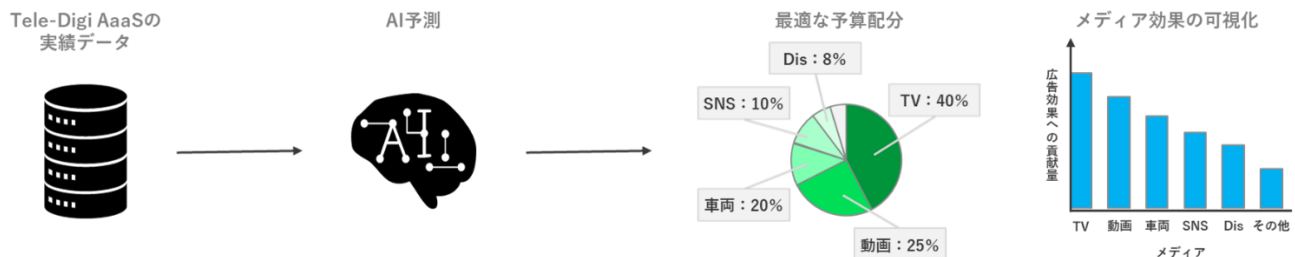 Tele-Digi AaaSの
実績データ
AI予測
AI
最適な予算配分
Dis：8%
SNS：10%
TV：40%
車両：20%
動画：25%
メディア効果の可視化
広告効果への貢献量
TV 動画 車両 SNS Dis その他
メディア